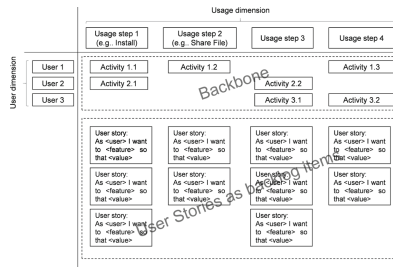 Usage dimension
Usage step 1
(e.g.. Install)
Usage step 2
(e.g.. Share File)
Usage step 3
Usage step 4
User dimension
User 1
Activity 1.1
Activity 1.2
Activity 1.3
User 2
Activity 2.1
Activity 2.2
User 3
Activity 3.1
Activity 3.2
Backbone
User story:
As <user> I want
to <feature> so
that <value>
User story:
As <user> I want
to <feature> so
that <value>
User story:
As <user> I want
to <feature> so
that <value>
User story:
As <user> I want
to <feature> so
that <value>
User story:
As <user> I want
to <feature> so
that <value>
User story:
As <user> I want
to <feature> so
that <value>
User story:
As <user> I want
to <feature> so
that <value>
User story:
As <user> I want
to <feature> so
that <value>
User story:
As <user> I want
to <feature> so
that <value>
User story:
As <user> I want
to <feature> so
that <value>
User Stories as backlog items